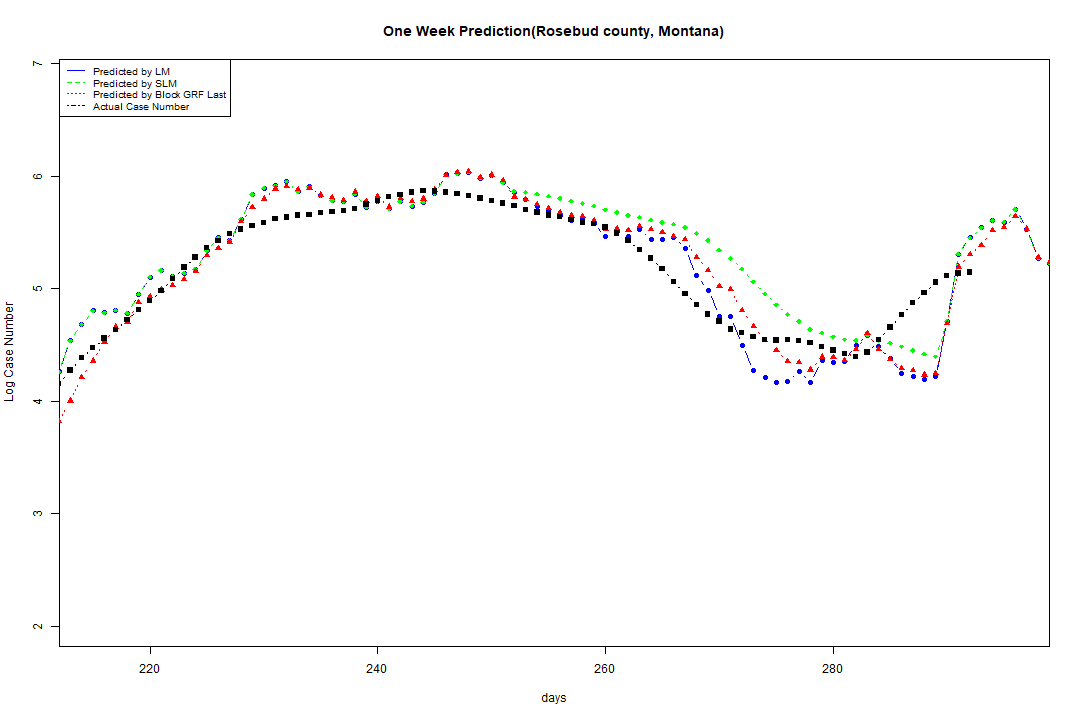 One Week Prediction(Rosebud county, Montana)
Predicted by LM
Predicted by SLM
Predicted by Block GRF Last
Actual Case Number
7
6
5
4
3
2
Log Case Number
220 240 260 280
days